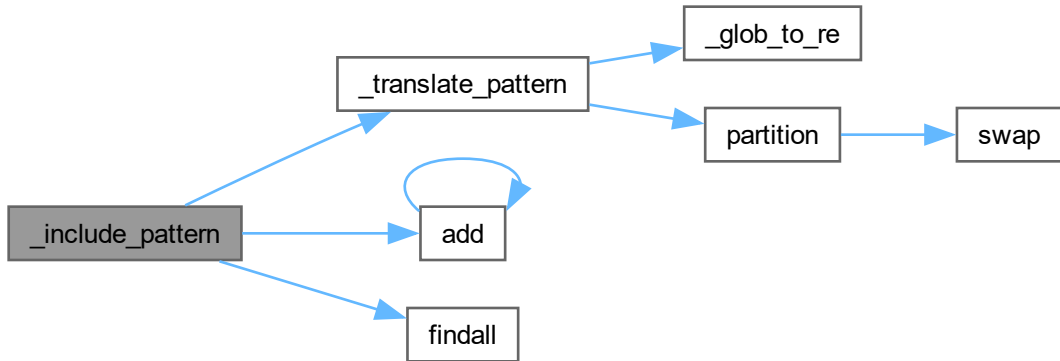 _glob_to_re
_translate_pattern
partition
swap
_include_pattern
add
findall